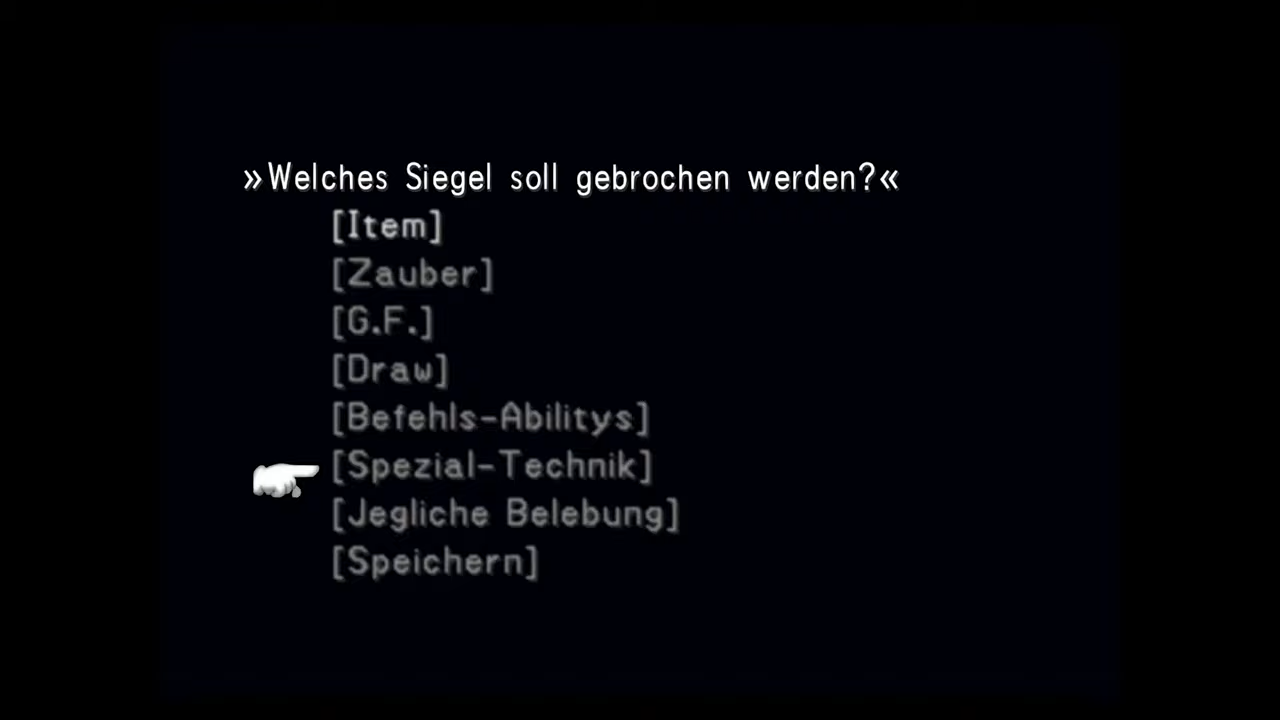 »Welches Siegel soll gebrochen werden?«
[Item]
[Zauber]
[G.F.]
[Draw]
[Befehls-Abilitys]
[Spezial-Technik]
[Jegliche Belebung]
[Speichern]